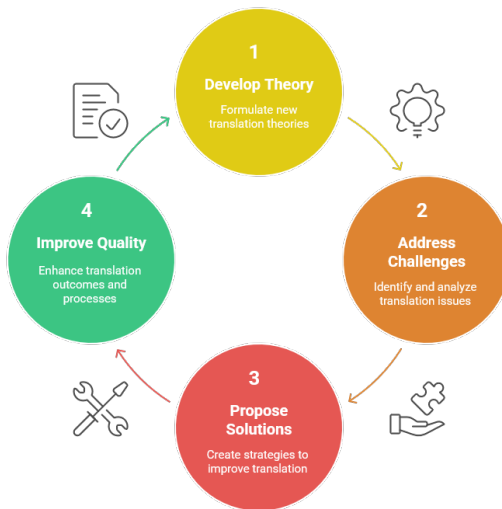 1
Develop Theory
Formulate new
translation theories
2
Address
Challenges
Identify and analyze
translation issues
3
Propose
Solutions
Create strategies to
improve translation
4
Improve Quality
Enhance translation
outcomes and
processes